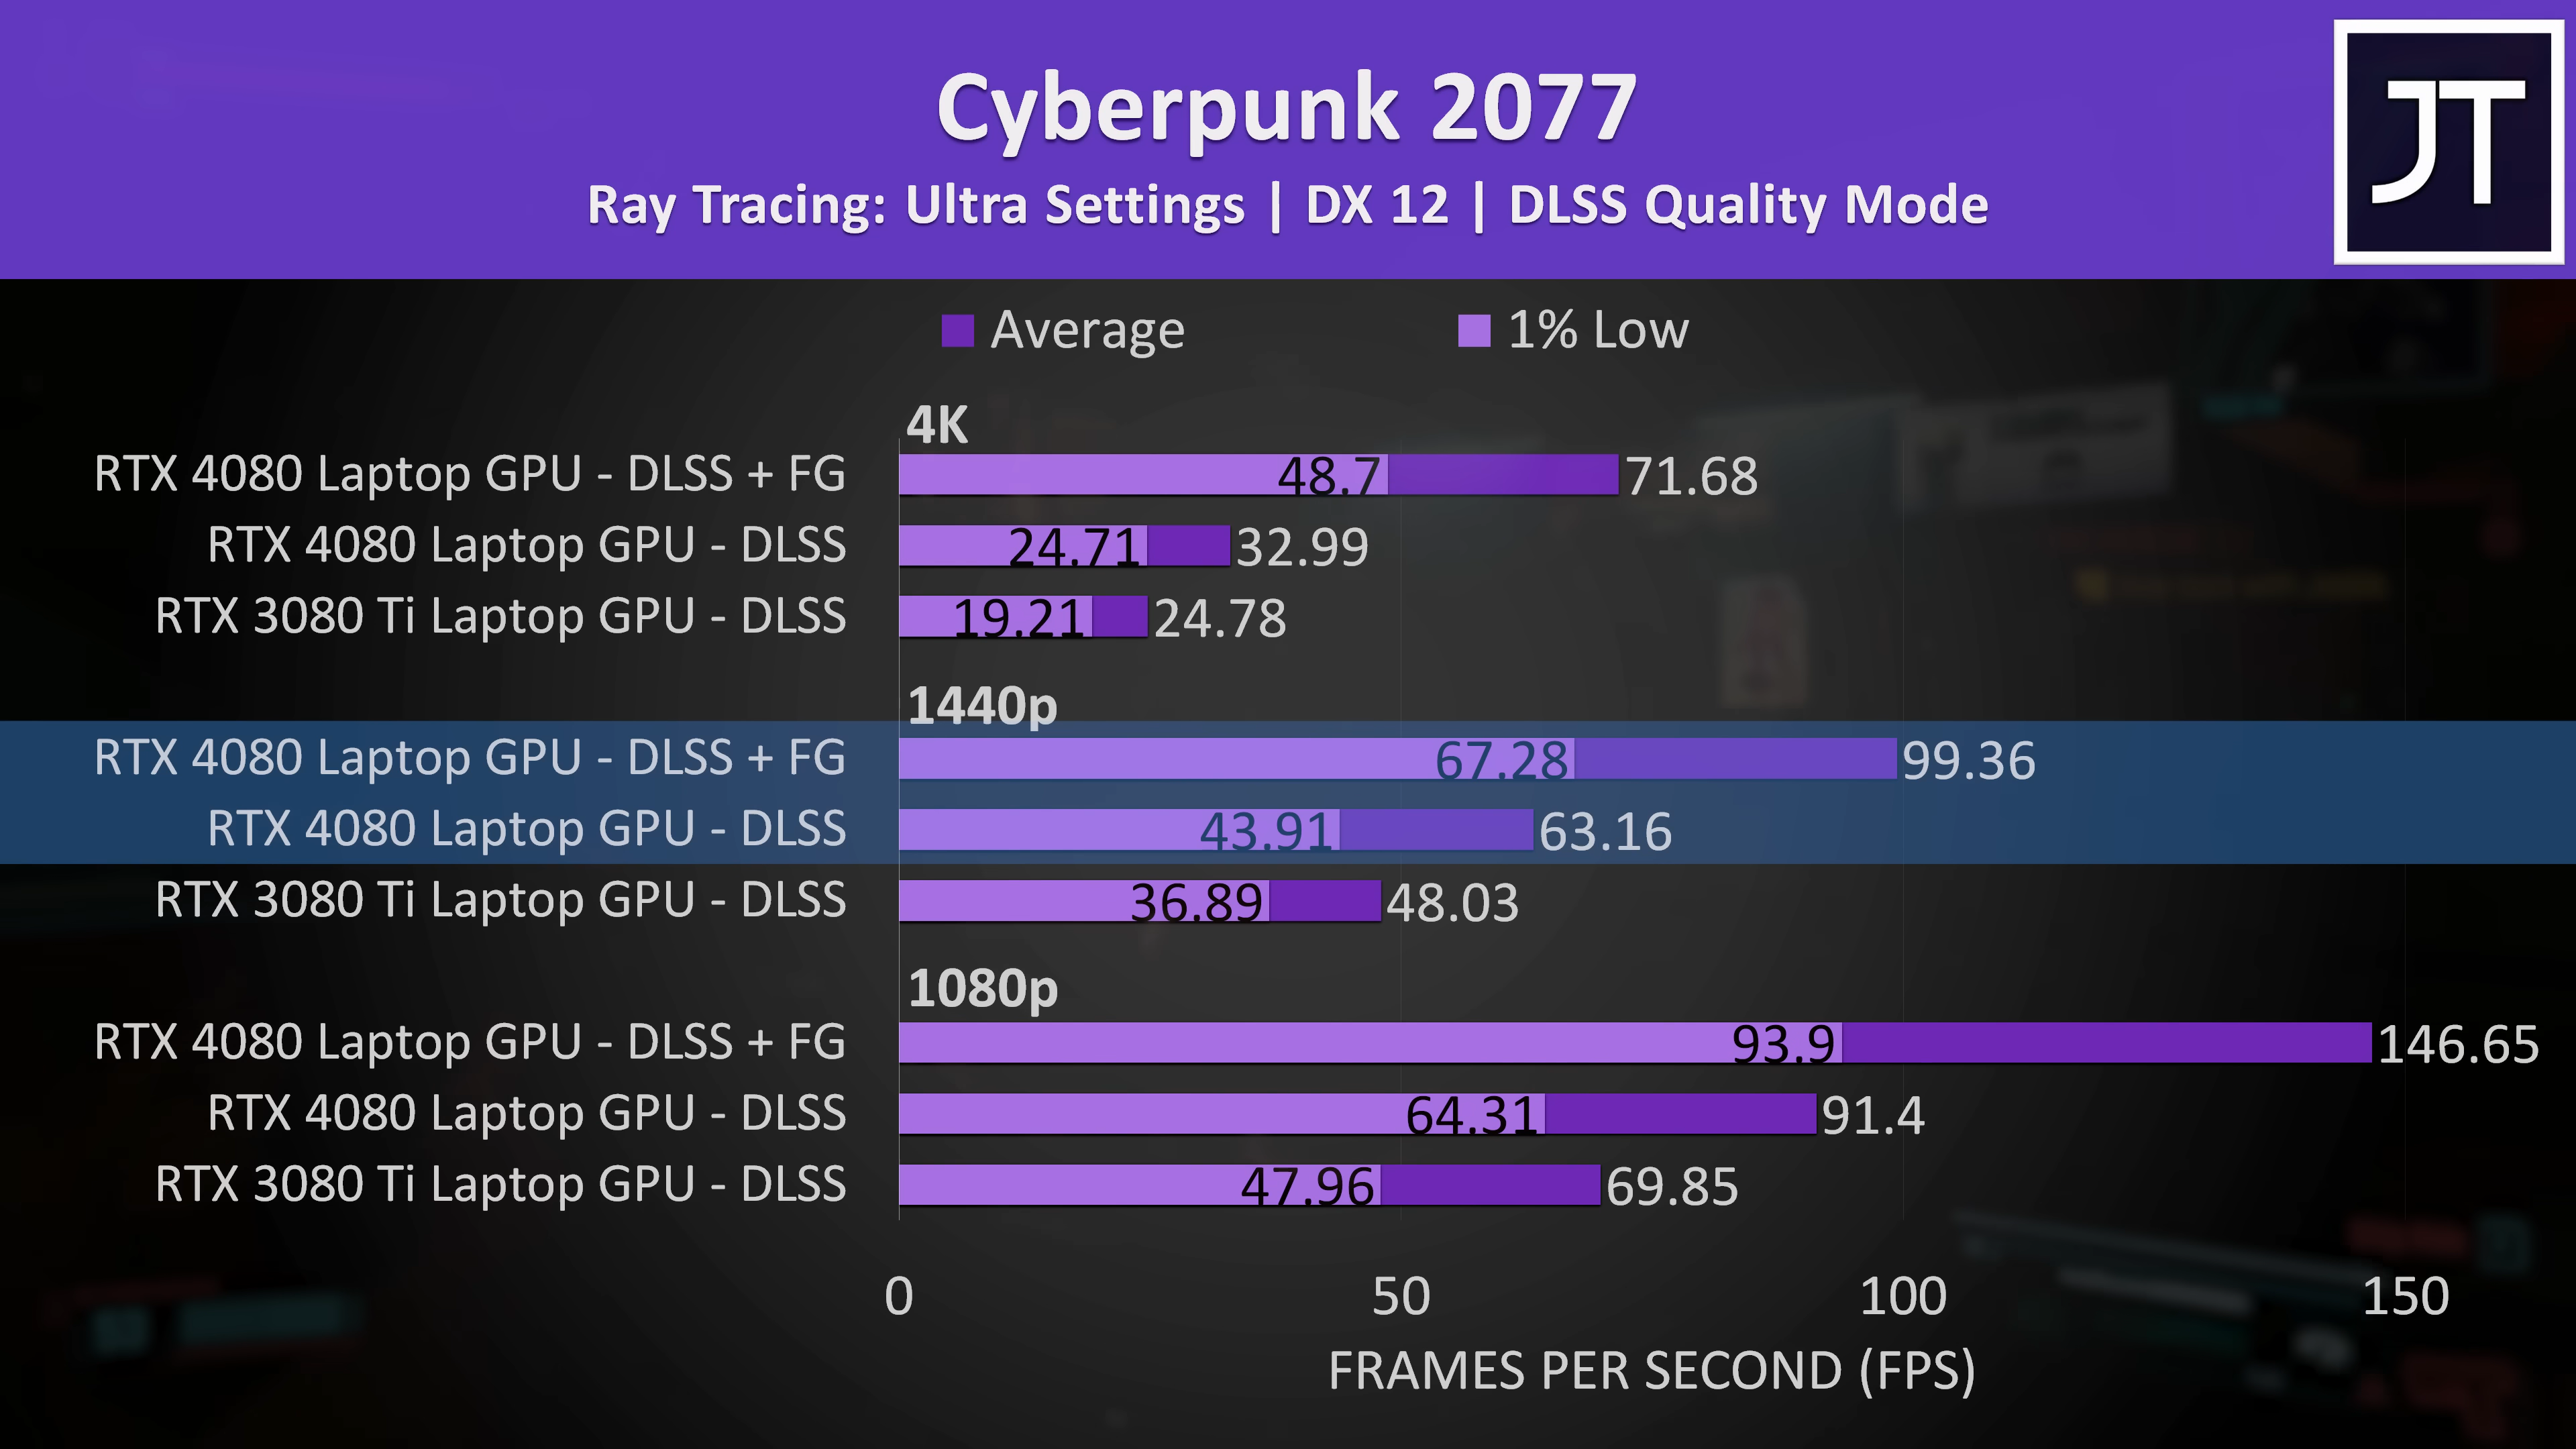 Cyberpunk 2077
JT
Ray Tracing: Ultra Settings | DX 12 | DLSS Quality Mode
Average 1% Low
4K
RTX 4080 Laptop GPU - DLSS + FG 48.7 71.68
RTX 4080 Laptop GPU - DLSS 24.71 32.99
RTX 3080 Ti Laptop GPU - DLSS 19.21 24.78
1440p
RTX 4080 Laptop GPU - DLSS + FG 67.28 99.36
RTX 4080 Laptop GPU - DLSS 43.91 63.16
RTX 3080 Ti Laptop GPU - DLSS 36.89 48.03
1080p
RTX 4080 Laptop GPU - DLSS + FG 93.9 146.65
RTX 4080 Laptop GPU - DLSS 64.31 91.4
RTX 3080 Ti Laptop GPU - DLSS 47.96 69.85
0 50 100 150
FRAMES PER SECOND (FPS)